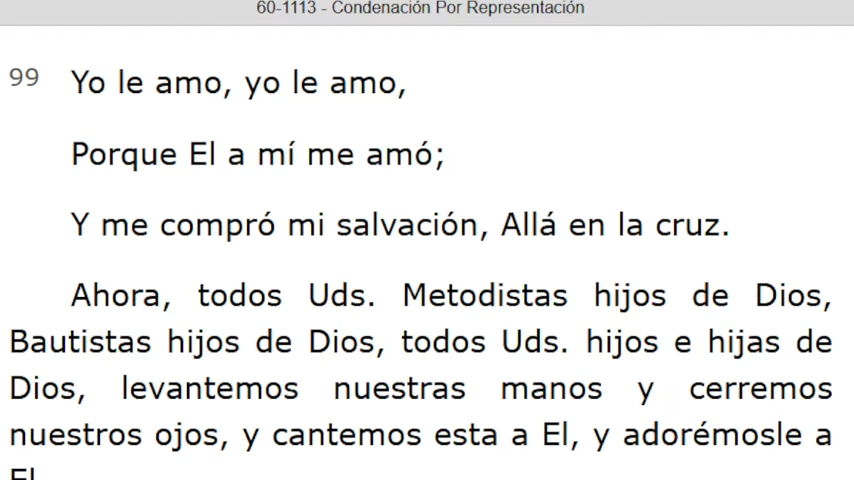 60-1113 - Condenación Por Representación
99 Yo le amo, yo le amo,
Porque El a mí me amó;
Y me compró mi salvación, Allá en la cruz.
Ahora, todos Uds. Metodistas hijos de Dios,
Bautistas hijos de Dios, todos Uds. hijos e hijas de
Dios, levantemos nuestras manos y cerremos
nuestros ojos, y cantemos esta a El, y adorémosle a
El